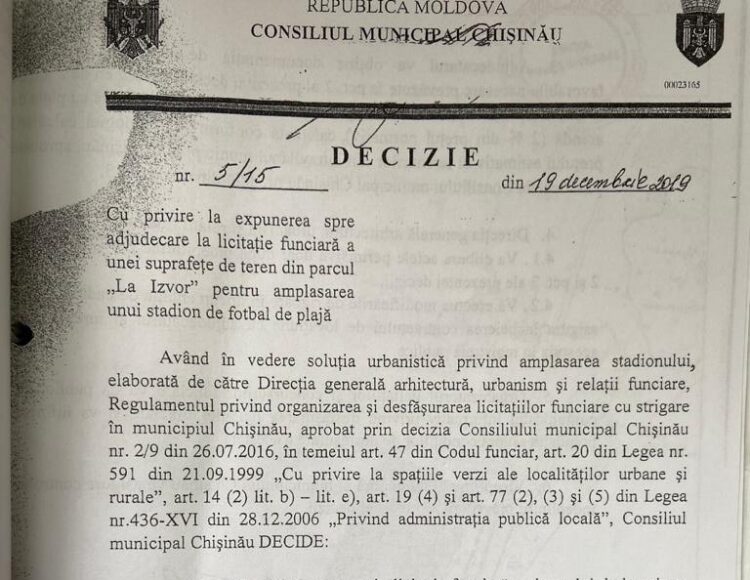 REPUBLICA MOLDOVA
CONSILIUL MUNICIPAL CHIȘINĂU
00023165
DECIZIE
nr. 5/15 din 19 decembrie 2019
Cu privire la expunerea spre
adjudecare la licitație funciară a
unei suprafețe de teren din parcul
„La Izvor” pentru amplasarea
unui stadion de fotbal de plajă
Având în vedere soluția urbanistică privind amplasarea stadionului,
elaborată de către Direcția generală arhitectură, urbanism și relații funciare,
Regulamentul privind organizarea și desfășurarea licitațiilor funciare cu strigare
în municipiul Chișinău, aprobat prin decizia Consiliului municipal Chișinău
nr. 2/9 din 26.07.2016, în temeiul art. 47 din Codul funciar, art. 20 din Legea nr.
591 din 21.09.1999 „Cu privire la spațiile verzi ale localităților urbane și
rurale”, art. 14 (2) lit. b) – lit. e), art. 19 (4) și art. 77 (2), (3) și (5) din Legea
nr.436-XVI din 28.12.2006 „Privind administrația publică locală”, Consiliul
municipal Chișinău DECIDE: